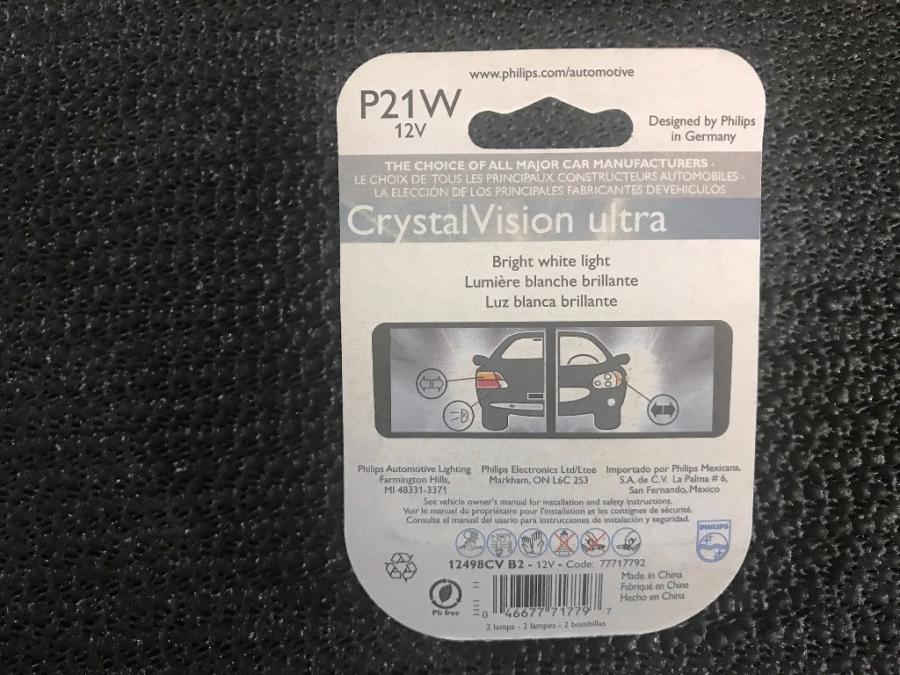 www.philips.com/automotive
P21W
12V
Designed by Philips
in Germany
THE CHOICE OF ALL MAJOR CAR MANUFACTURERS -
LE CHOIX DE TOUS LES PRINCIPAUX CONSTRUCTEURS AUTOMOBILES -
LA ELECCIÓN DE LOS PRINCIPALES FABRICANTES DE VEHICULOS
CrystalVision ultra
Bright white light
Lumière blanche brillante
Luz blanca brillante
Philips Automotive Lighting
Farmington Hills,
MI 48331-3371
Philips Electronics Ltd/Ltee
Markham, ON L6C 2S3
Importado por Philips Mexicana,
S.A. de C.V. La Palma # 6,
San Fernando, Mexico
See vehicle owner's manual for installation and safety instructions.
Voir le manuel du propriétaire pour l'installation et les consignes de sécurité.
Consulte el manual del usario para instrucciones de instalación y seguridad.
PHILIPS
12498CV B2 - 12V - Code: 77717792
Pb free
Made in China
Fabriqué en Chine
Hecho en China
0 46677 71779 7
2 lamps - 2 lampes - 2 bombillas